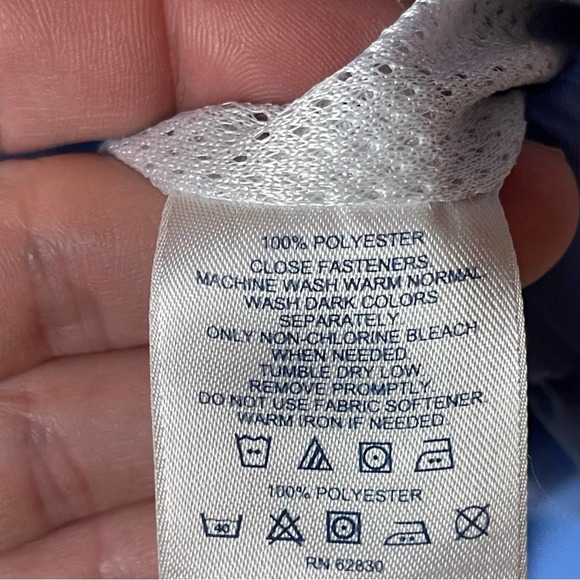 100% POLYESTER
CLOSE FASTENERS.
MACHINE WASH WARM NORMAL.
WASH DARK COLORS
SEPARATELY.
ONLY NON-CHLORINE BLEACH
WHEN NEEDED.
TUMBLE DRY LOW.
REMOVE PROMPTLY.
DO NOT USE FABRIC SOFTENER.
WARM IRON IF NEEDED.
100% POLYESTER
40
RN 62830